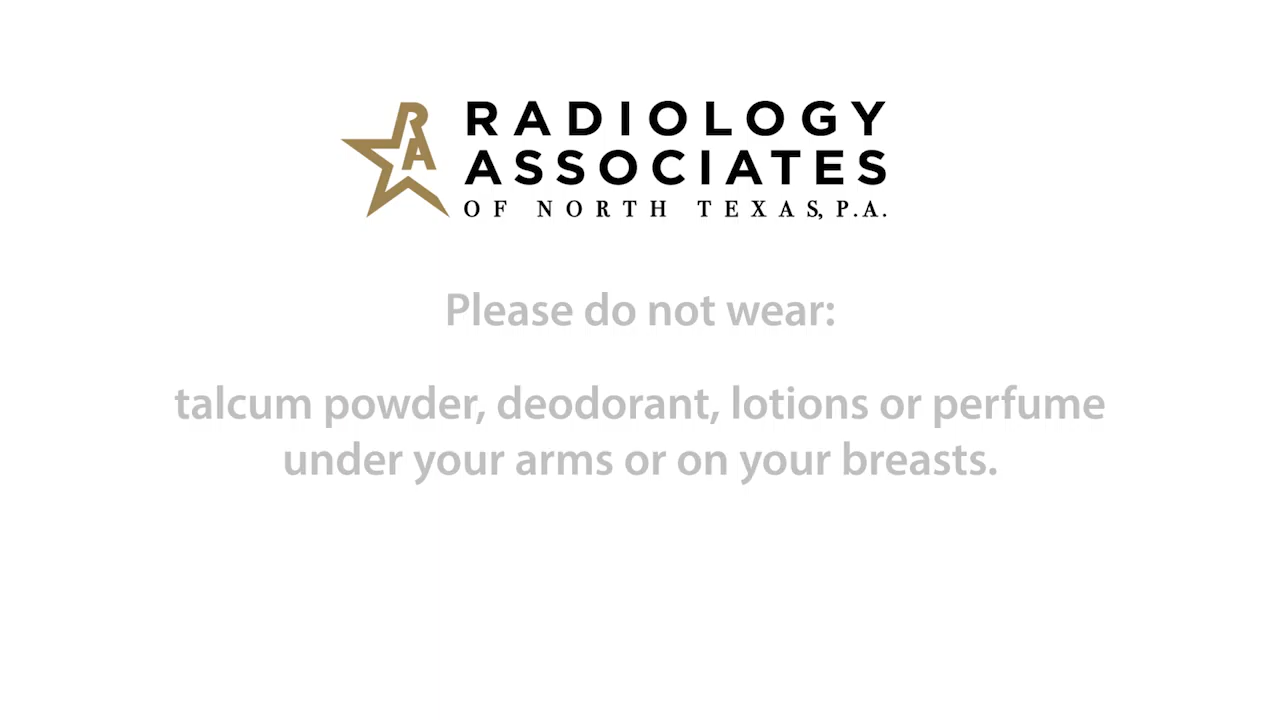 RA
RADIOLOGY
ASSOCIATES
OF NORTH TEXAS, P.A.
Please do not wear:
talcum powder, deodorant, lotions or perfume
under your arms or on your breasts.